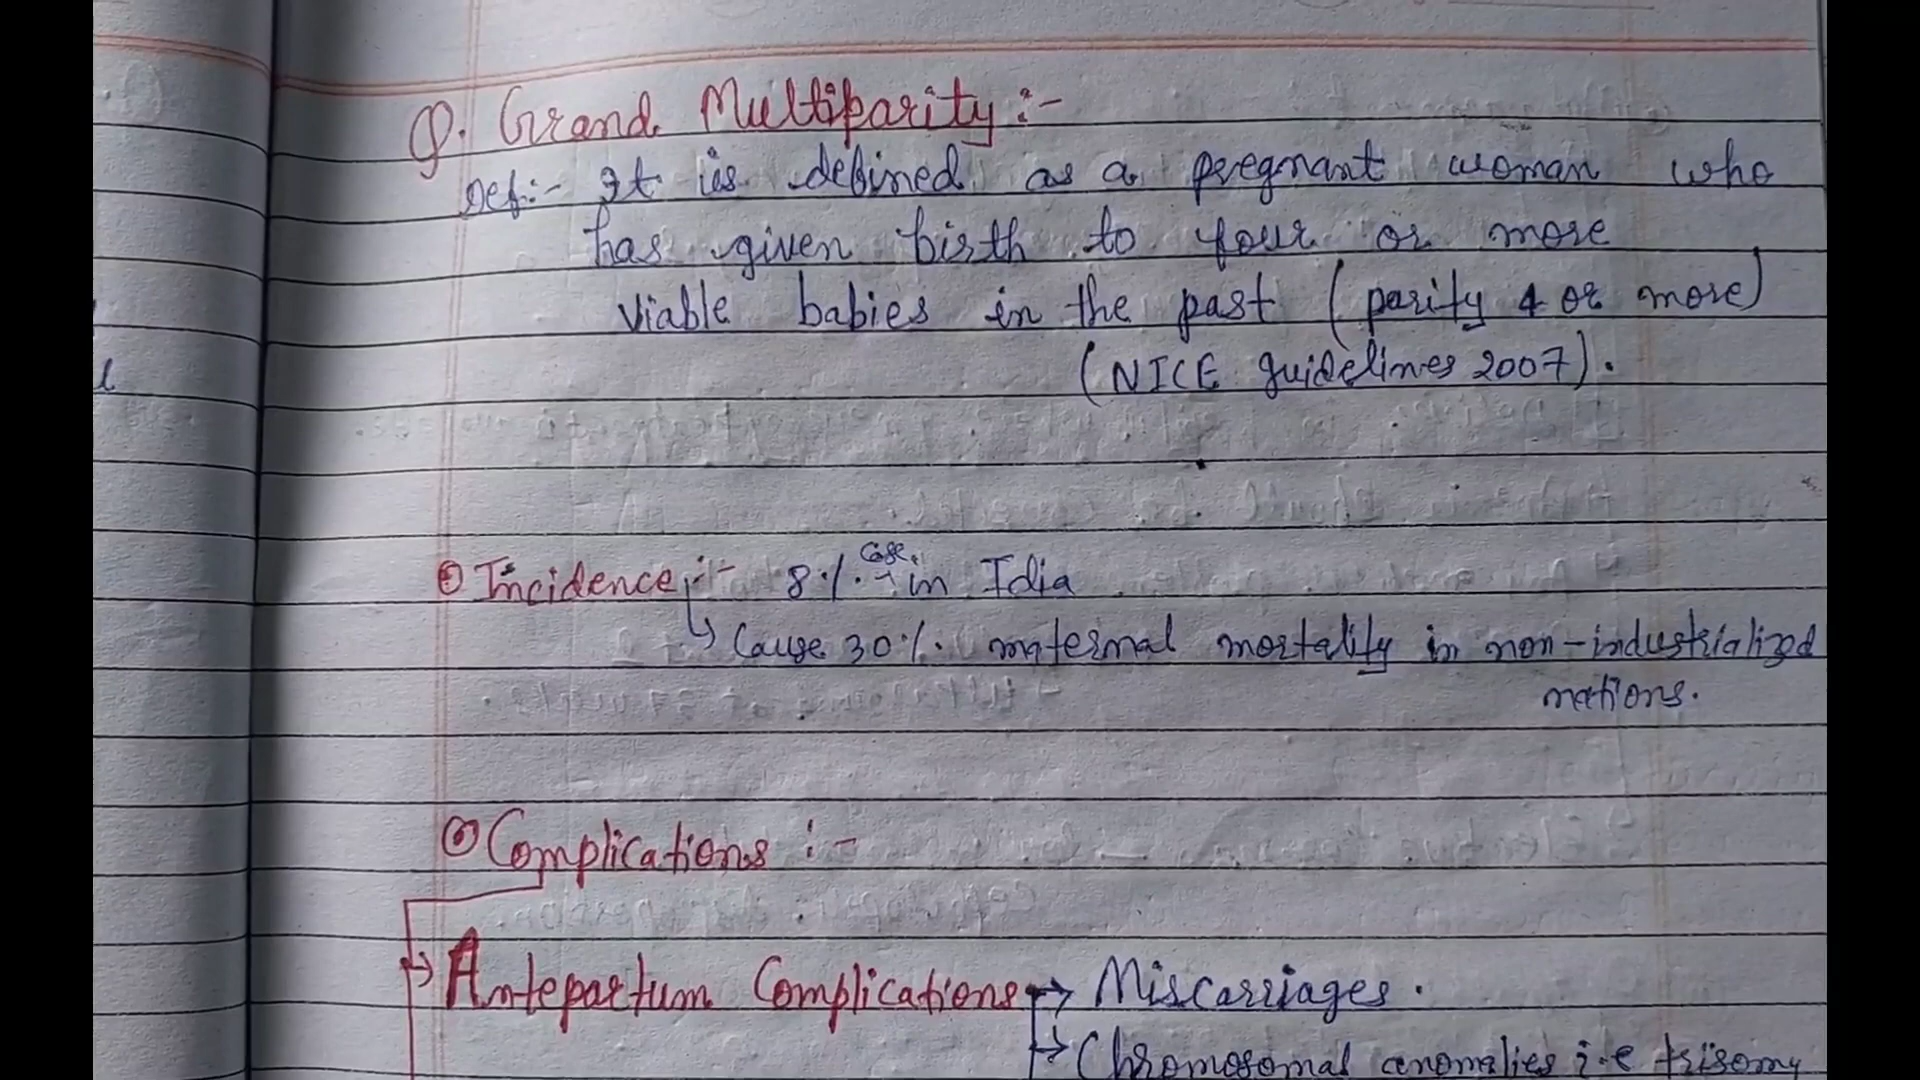 Q. Grand Multiparity :-
Def:- It is defined as a pregnant woman who
has given birth to four or more
viable babies in the past (parity 4 or more)
(NICE guidelines 2007).
Incidence :- 8% case in Idia
↳ Cause 30% maternal mortality in non-industrialized
nations.
Complications :-
→ Antepartum Complications → Miscarriages.
→ Chromosomal anomalies i.e trisomy